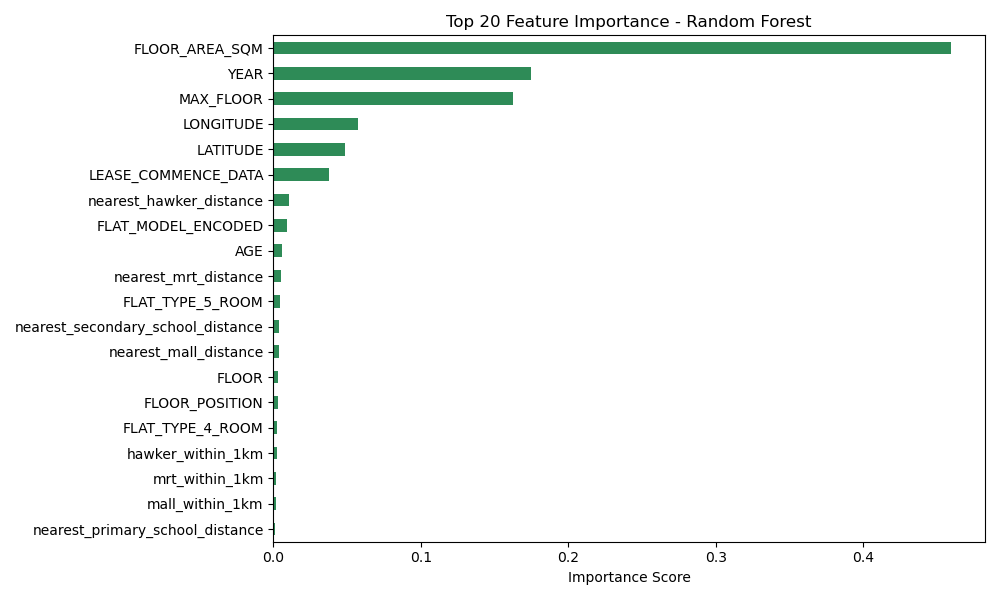 Top 20 Feature Importance - Random Forest
FLOOR_AREA_SQM
YEAR
MAX_FLOOR
LONGITUDE
LATITUDE
LEASE_COMMENCE_DATA
nearest_hawker_distance
FLAT_MODEL_ENCODED
AGE
nearest_mrt_distance
FLAT_TYPE_5_ROOM
nearest_secondary_school_distance
nearest_mall_distance
FLOOR
FLOOR_POSITION
FLAT_TYPE_4_ROOM
hawker_within_1km
mrt_within_1km
mall_within_1km
nearest_primary_school_distance
0.0 0.1 0.2 0.3 0.4
Importance Score